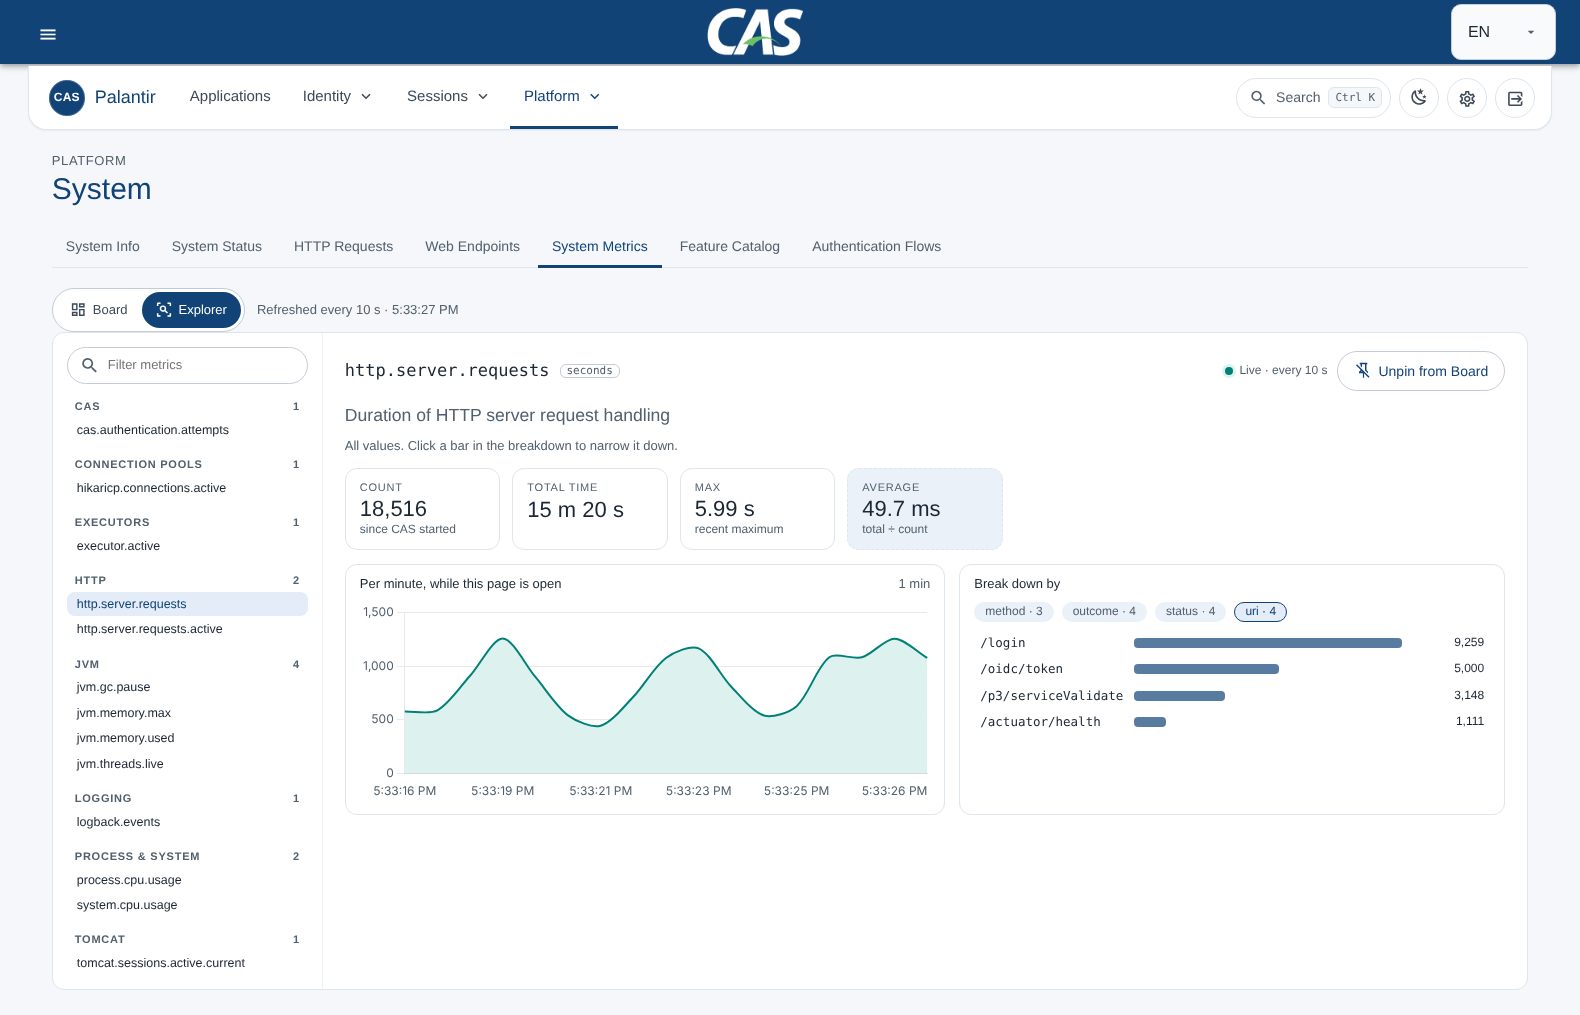 CAS
EN
CAS Palantir Applications Identity Sessions Platform Search Ctrl K
PLATFORM
System
System Info System Status HTTP Requests Web Endpoints System Metrics Feature Catalog Authentication Flows
Board Explorer Refreshed every 10 s · 5:33:27 PM
Filter metrics
CAS 1
cas.authentication.attempts
CONNECTION POOLS 1
hikaricp.connections.active
EXECUTORS 1
executor.active
HTTP 2
http.server.requests
http.server.requests.active
JVM 4
jvm.gc.pause
jvm.memory.max
jvm.memory.used
jvm.threads.live
LOGGING 1
logback.events
PROCESS & SYSTEM 2
process.cpu.usage
system.cpu.usage
TOMCAT 1
tomcat.sessions.active.current
http.server.requests seconds
Live · every 10 s Unpin from Board
Duration of HTTP server request handling
All values. Click a bar in the breakdown to narrow it down.
COUNT
18,516
since CAS started
TOTAL TIME
15 m 20 s
MAX
5.99 s
recent maximum
AVERAGE
49.7 ms
total ÷ count
Per minute, while this page is open 1 min
1,500
1,000
500
0
5:33:16 PM 5:33:19 PM 5:33:21 PM 5:33:23 PM 5:33:25 PM 5:33:26 PM
Break down by
method · 3 outcome · 4 status · 4 uri · 4
/login 9,259
/oidc/token 5,000
/p3/serviceValidate 3,148
/actuator/health 1,111